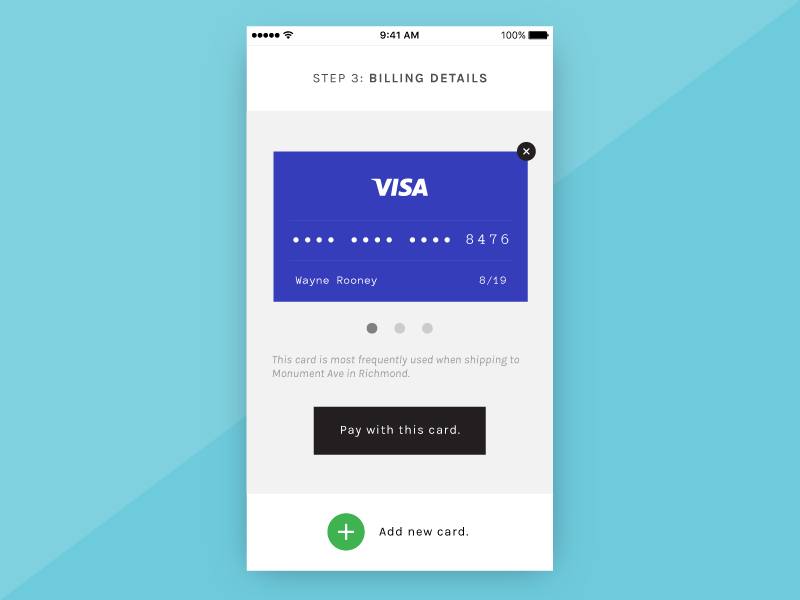 9:41 AM 100%
STEP 3: BILLING DETAILS
VISA
•••• •••• •••• 8476
Wayne Rooney 8/19
This card is most frequently used when shipping to
Monument Ave in Richmond.
Pay with this card.
Add new card.